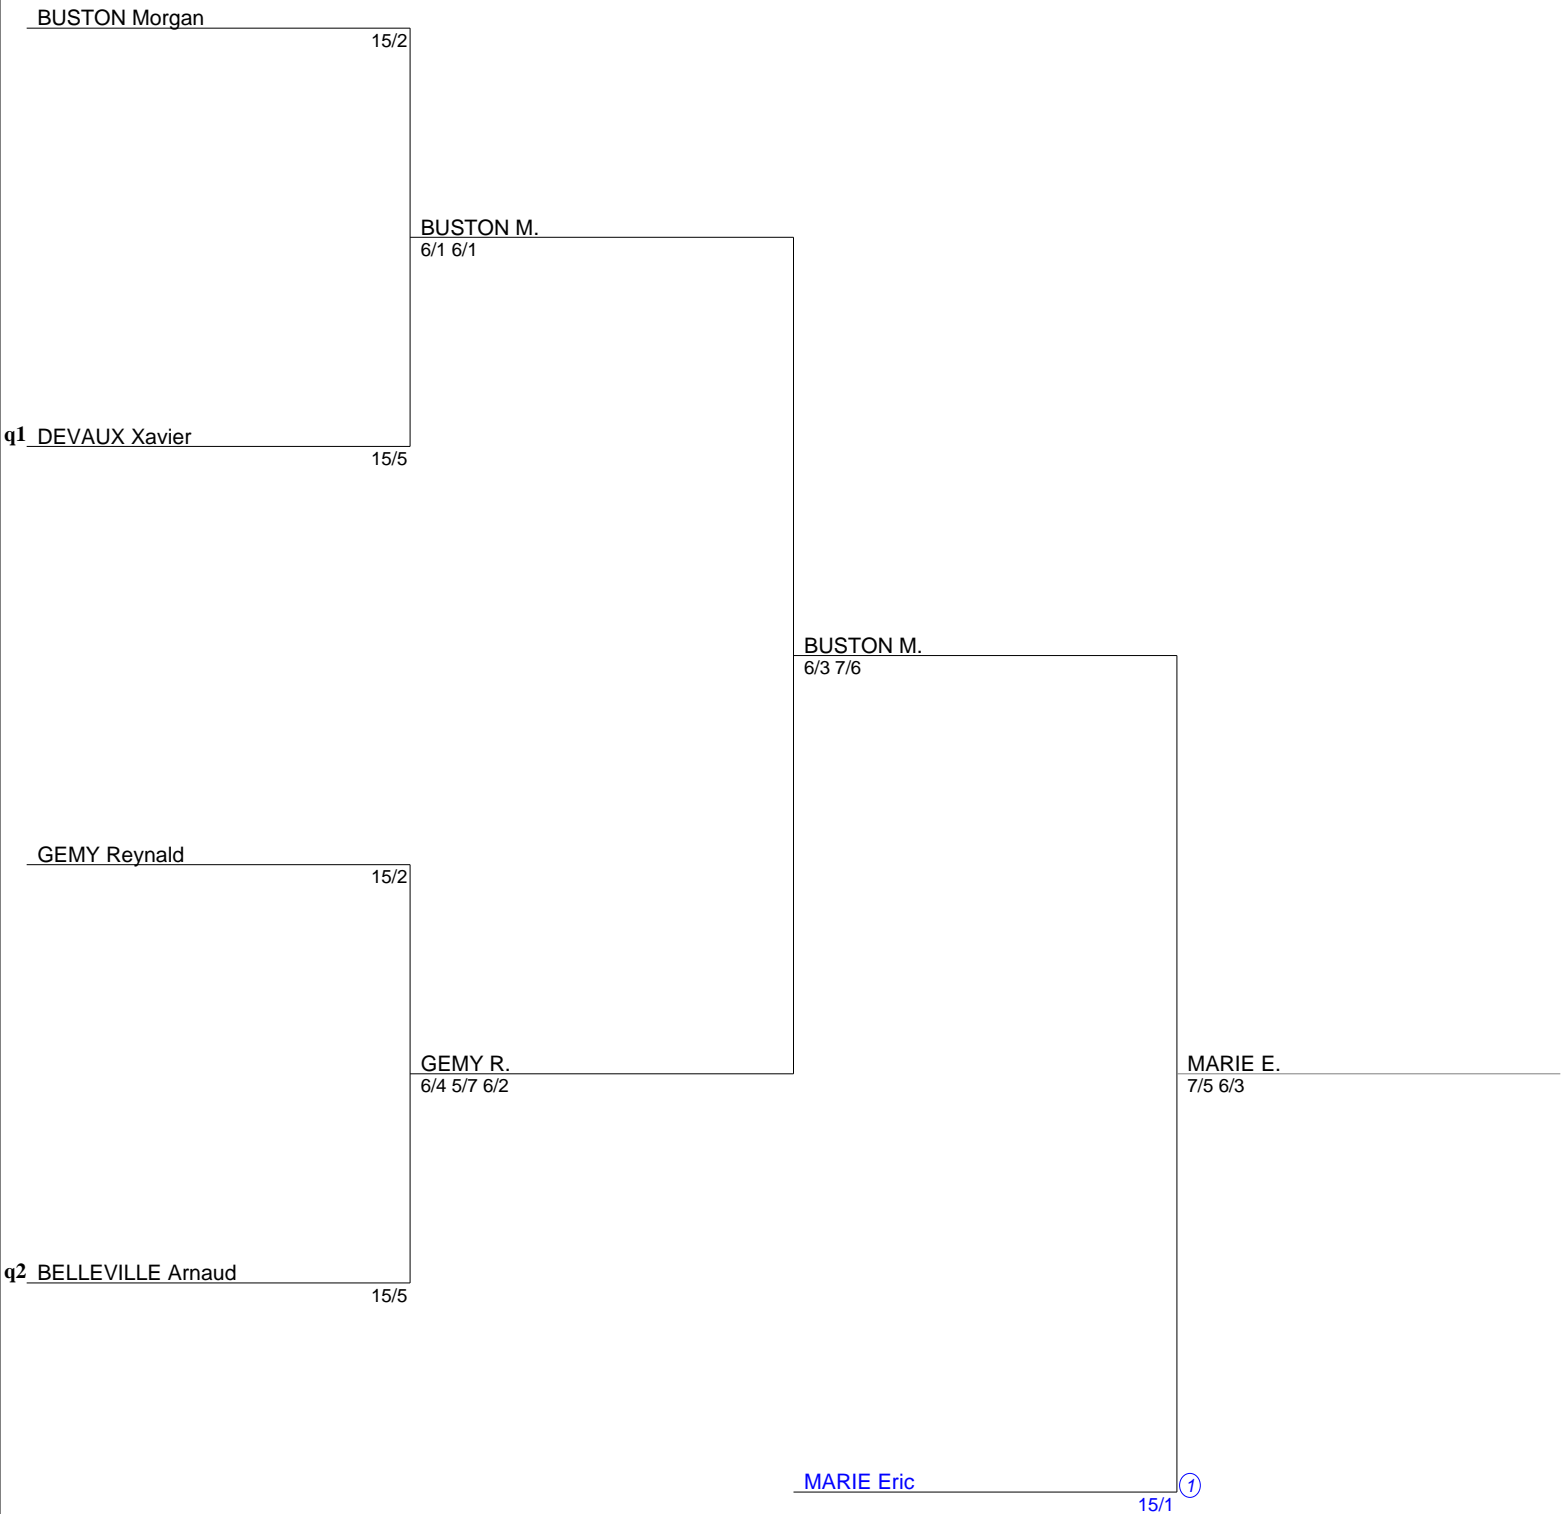 BUSTON Morgan
15/2
BUSTON M.
6/1 6/1
q1 DEVAUX Xavier
15/5
BUSTON M.
6/3 7/6
GEMY Reynald
15/2
GEMY R.
6/4 5/7 6/2
MARIE E.
7/5 6/3
q2 BELLEVILLE Arnaud
15/5
MARIE Eric
1
15/1